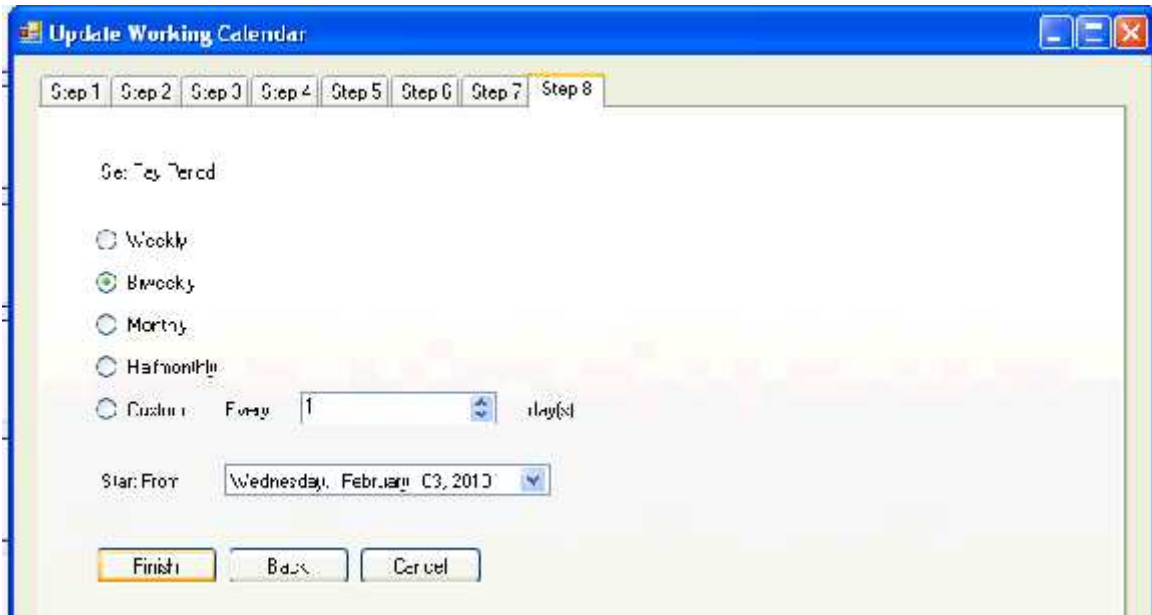 Update Working Calendar
Step 1 Step 2 Step 3 Step 4 Step 5 Step 6 Step 7 Step 8
Set Pay Period
Weekly
Biweekly
Monthly
Halfmonthly
Custom Every 1 day(s)
Start From Wednesday, February 03, 2010
Finish Back Cancel